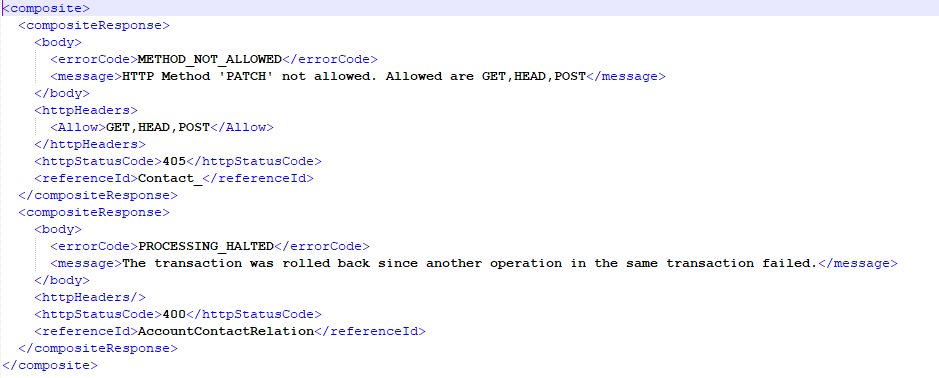 <composite>
<compositeResponse>
<body>
<errorCode>METHOD_NOT_ALLOWED</errorCode>
<message>HTTP Method 'PATCH' not allowed. Allowed are GET,HEAD,POST</message>
</body>
<httpHeaders>
<Allow>GET,HEAD,POST</Allow>
</httpHeaders>
<httpStatusCode>405</httpStatusCode>
<referenceId>Contact_</referenceId>
</compositeResponse>
<compositeResponse>
<body>
<errorCode>PROCESSING_HALTED</errorCode>
<message>The transaction was rolled back since another operation in the same transaction failed.</message>
</body>
<httpHeaders/>
<httpStatusCode>400</httpStatusCode>
<referenceId>AccountContactRelation</referenceId>
</compositeResponse>
</composite>